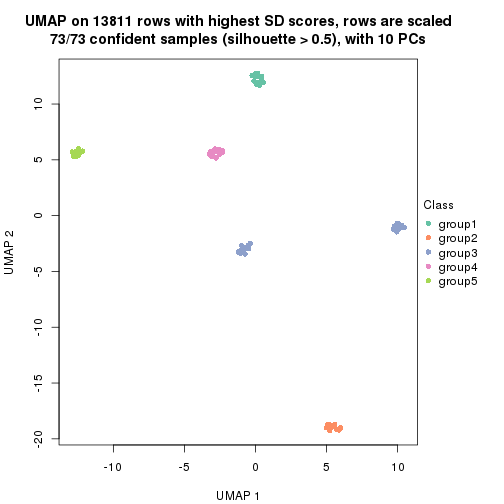 UMAP on 13811 rows with highest SD scores, rows are scaled
73/73 confident samples (silhouette > 0.5), with 10 PCs
10
5
0
-5
-10
-15
-20
UMAP 2
-10
-5
0
5
10
UMAP 1
Class
group1
group2
group3
group4
group5